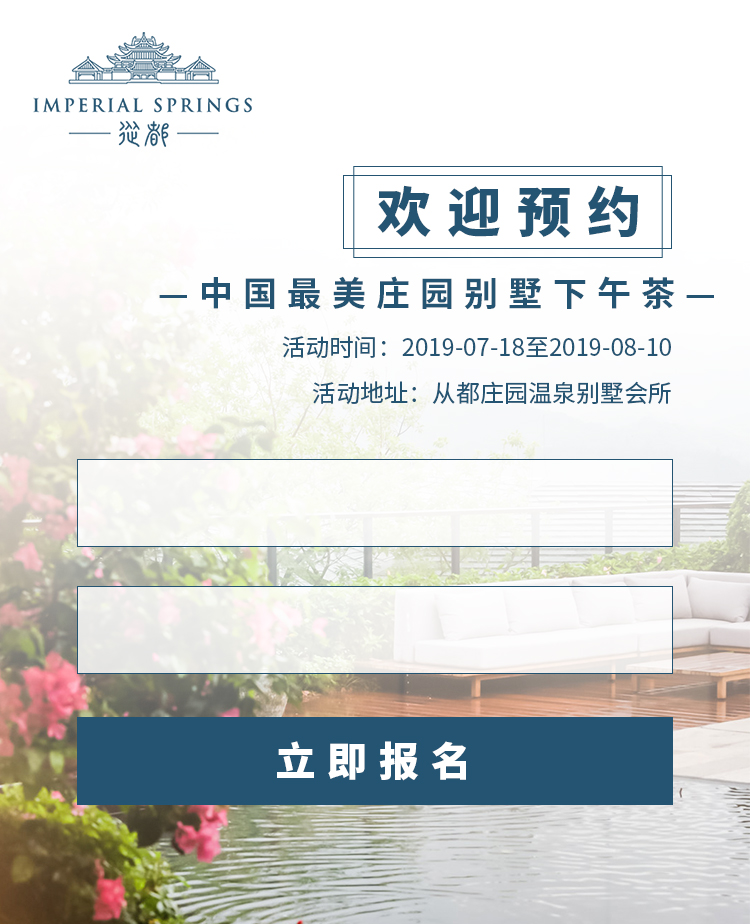 IMPERIAL SPRINGS
從都
欢迎预约
—中国最美庄园别墅下午茶—
活动时间：2019-07-18至2019-08-10
活动地址：从都庄园温泉别墅会所
立即报名